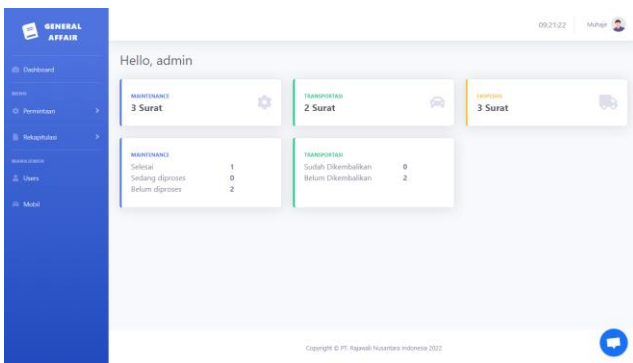 GENERAL
AFFAIR
09:21:22
Dashboard
MENU
Permintaan
Rekapitulasi
Users
Mobil
Hello, admin
MAINTENANCE
3 Surat
TRANSPORTASI
2 Surat
EKSPEDISI
3 Surat
MAINTENANCE
Selesai 1
Sedang diproses 0
Belum diproses 2
TRANSPORTASI
Sudah Dikembalikan 0
Belum Dikembalikan 2
Copyright © PT. Rajawali Nusantara Indonesia 2022